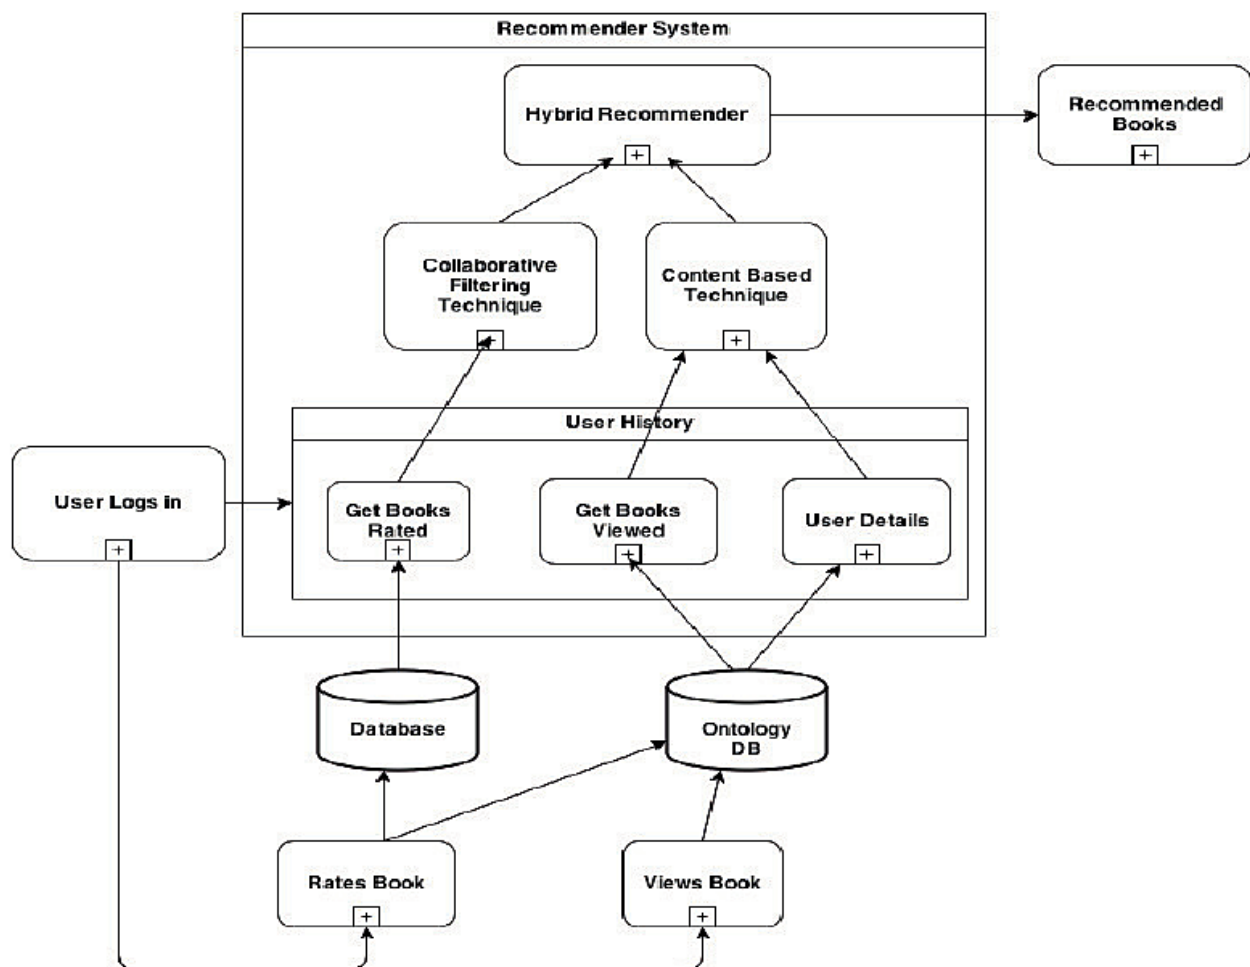 Recommender System
Hybrid Recommender
Recommended
Books
Collaborative
Filtering
Technique
Content Based
Technique
User History
User Logs in
Get Books
Rated
Get Books
Viewed
User Details
Database
Ontology
DB
Rates Book
Views Book